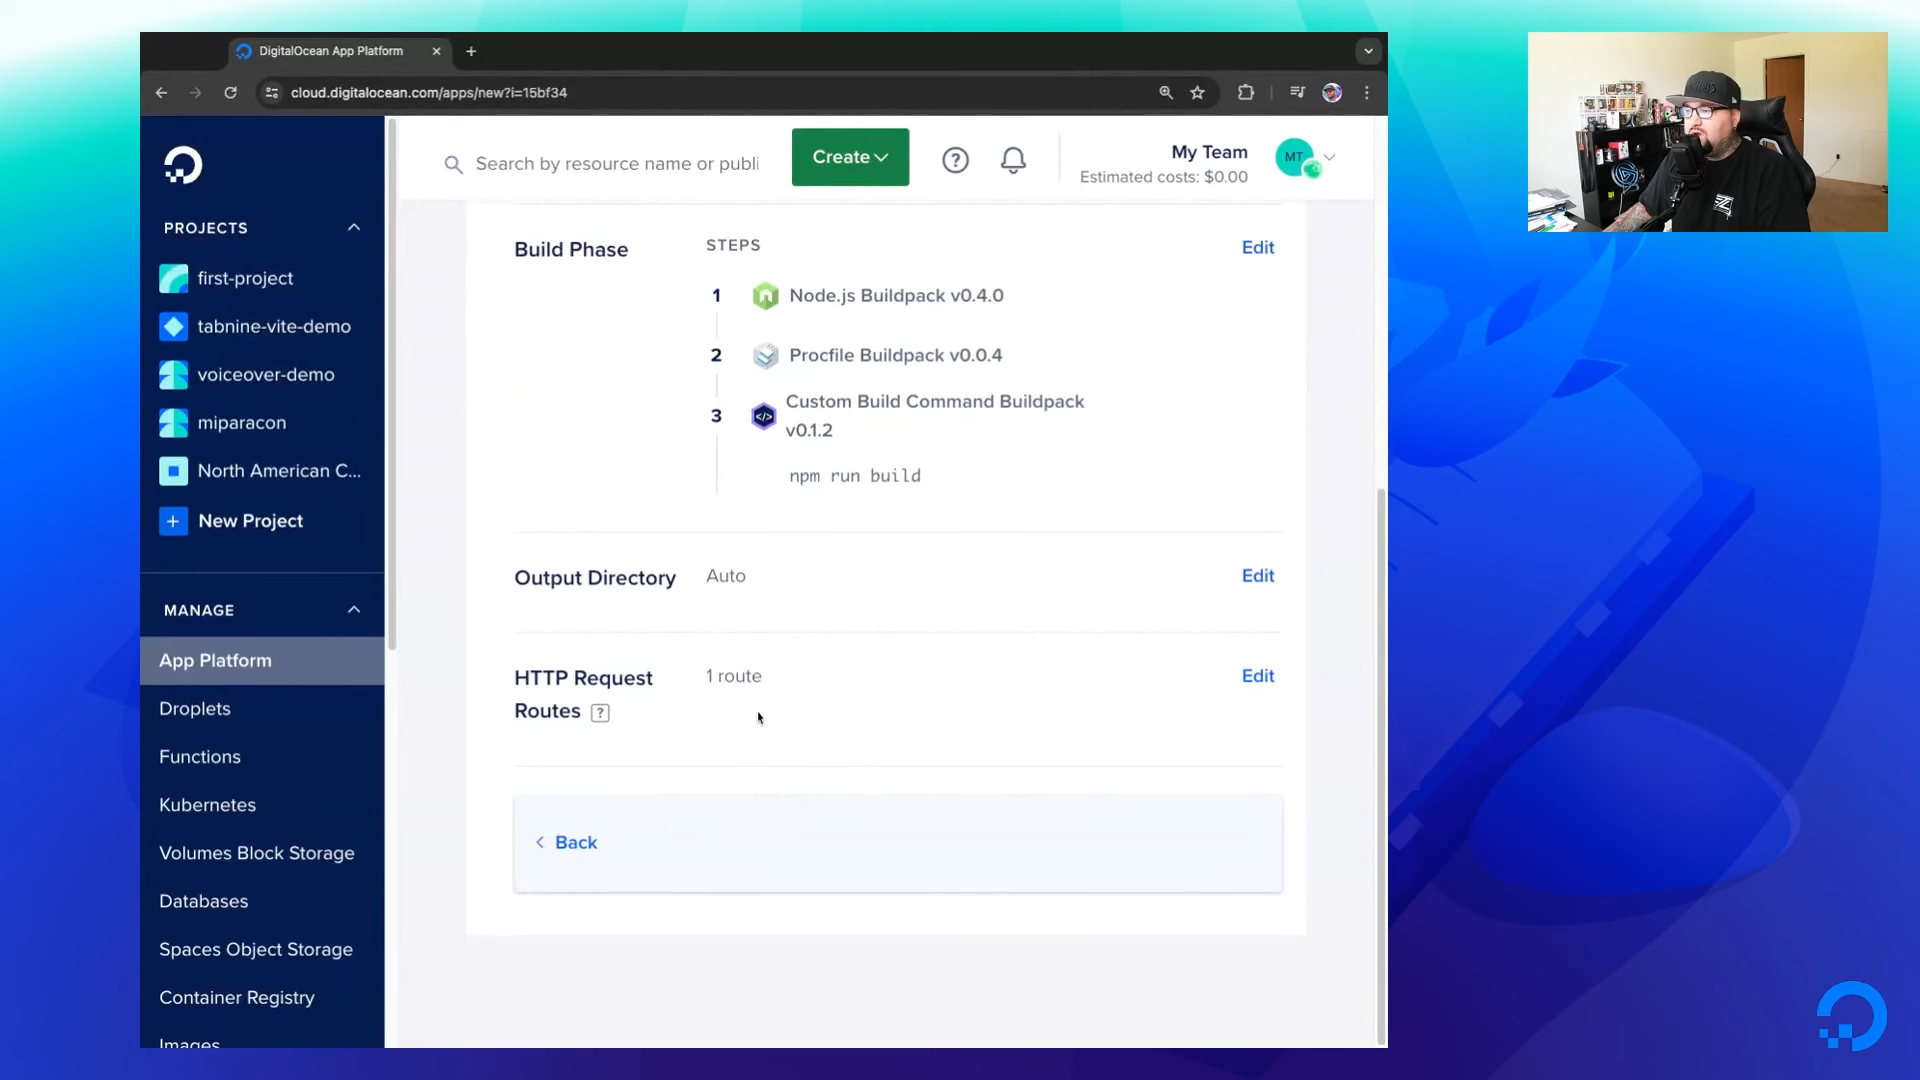 DigitalOcean App Platform
cloud.digitalocean.com/apps/new?i=15bf34
Search by resource name or publi
Create
My Team
Estimated costs: $0.00
MT
PROJECTS
first-project
tabnine-vite-demo
voiceover-demo
miparacon
North American C...
New Project
MANAGE
App Platform
Droplets
Functions
Kubernetes
Volumes Block Storage
Databases
Spaces Object Storage
Container Registry
Images
Build Phase
STEPS
Edit
1 Node.js Buildpack v0.4.0
2 Procfile Buildpack v0.0.4
3 Custom Build Command Buildpack
v0.1.2
npm run build
Output Directory
Auto
Edit
HTTP Request
Routes ?
1 route
Edit
Back